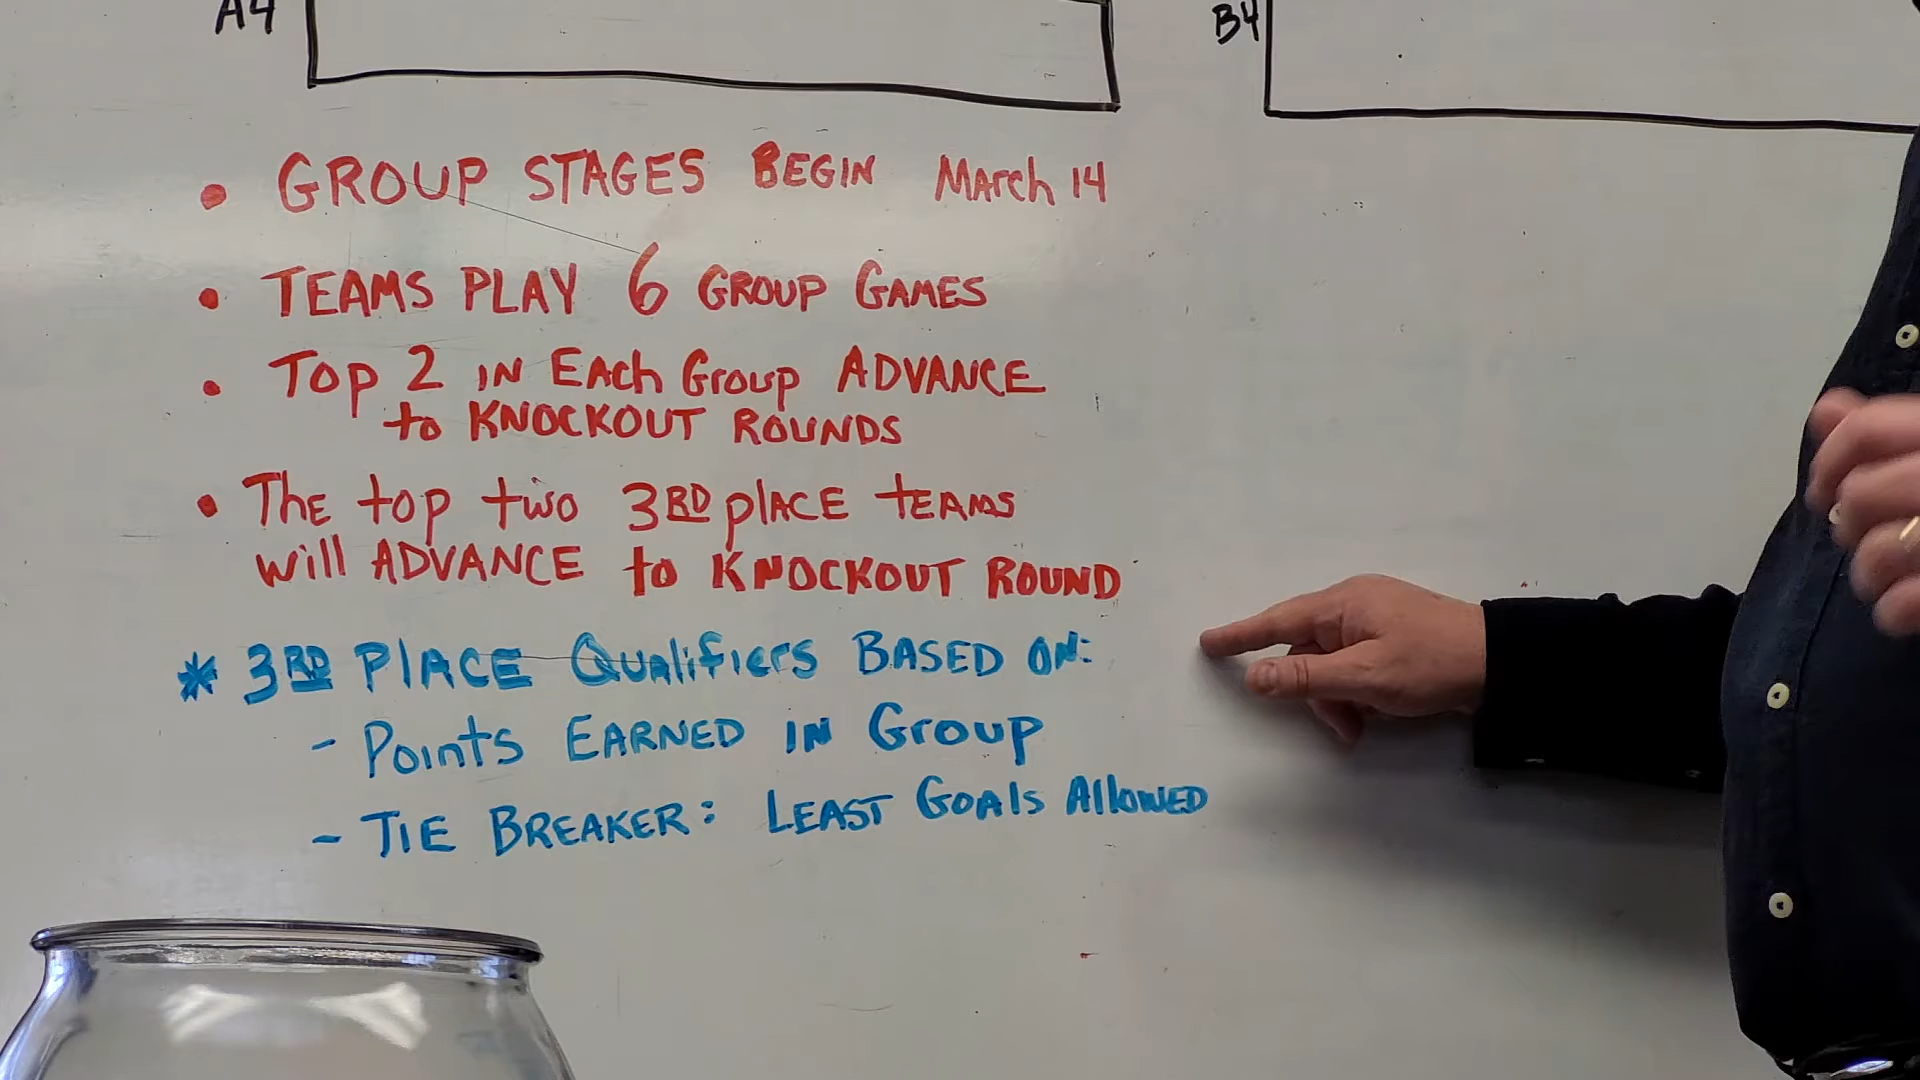 A4
B4
• GROUP STAGES BEGIN March 14
• TEAMS PLAY 6 GROUP GAMES
• Top 2 IN EAch Group ADVANCE
to KNOCKOUT ROUNDS
• The top two 3RD plACE tEAMS
will ADVANCE to KNOCKOUT ROUND
* 3RD PlACE QualifiErS BASED ON:
- Points EARNED IN Group
- TIE BREAKER: LEAST GOAlS AllOWED